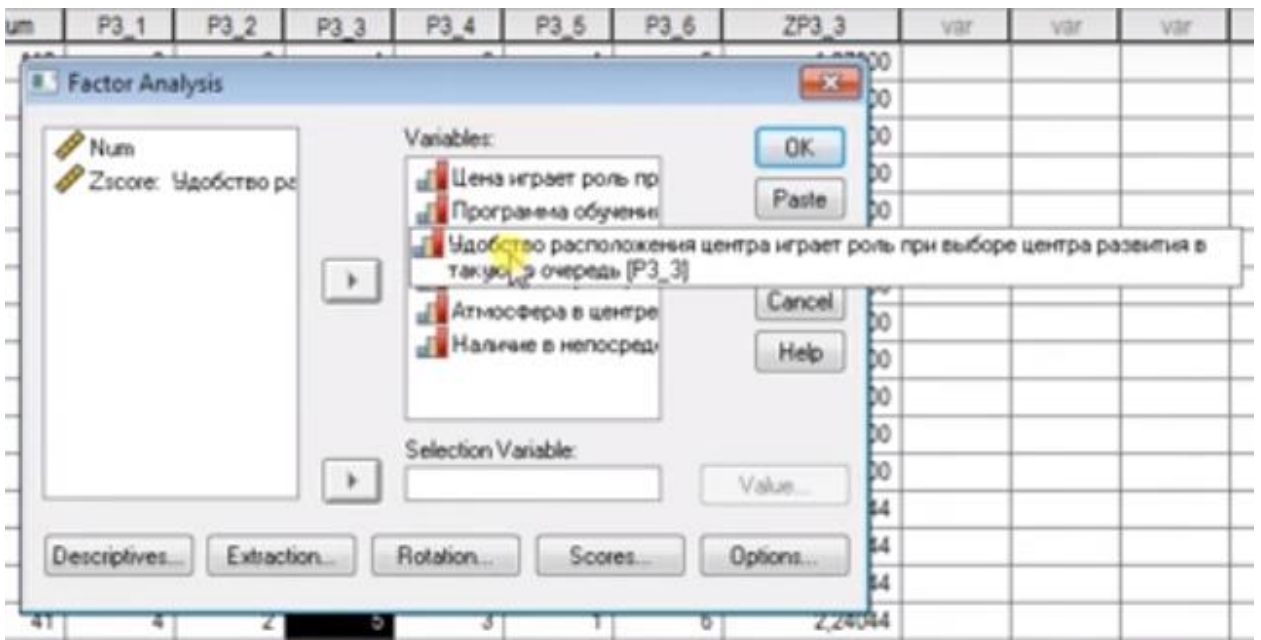 um P3_1 P3_2 P3_3 P3_4 P3_5 P3_6 ZP3_3 var var var
Factor Analysis
Num
Zscore: Удобство ра
Variables:
Цена играет роль пр
Программа обучени
Удобство расположения центра играет роль при выборе центра развития в
очередь [P3_3]
Атмосфера в центре
Наличие в непосред
OK
Paste
Cancel
Help
Selection Variable:
Value...
Descriptives... Extraction... Rotation... Scores... Options...
41 4 2 5 3 1 6 2,24044